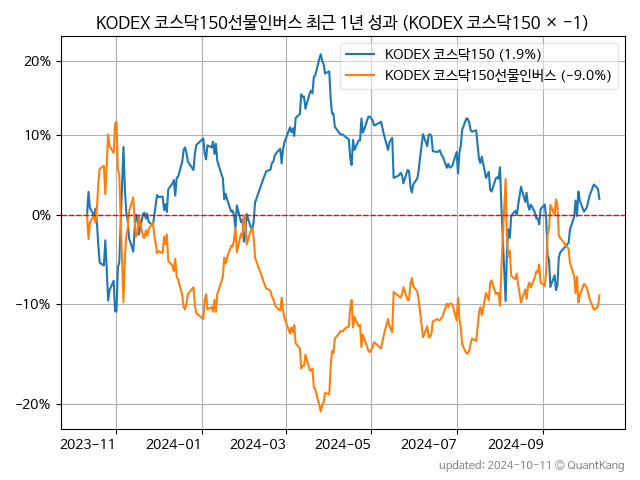 KODEX 코스닥150선물인버스 최근 1년 성과 (KODEX 코스닥150 × −1)
KODEX 코스닥150 (1.9%)
KODEX 코스닥150선물인버스 (−9.0%)
20%
10%
0%
−10%
−20%
2023-11 2024-01 2024-03 2024-05 2024-07 2024-09
updated: 2024-10-11 © QuantKang